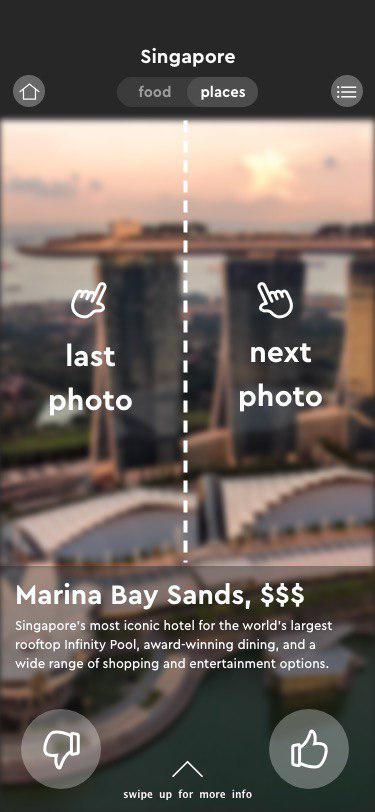 Singapore
food places
last photo
next photo
Marina Bay Sands, $$$
Singapore's most iconic hotel for the world's largest
rooftop Infinity Pool, award-winning dining, and a
wide range of shopping and entertainment options.
swipe up for more info